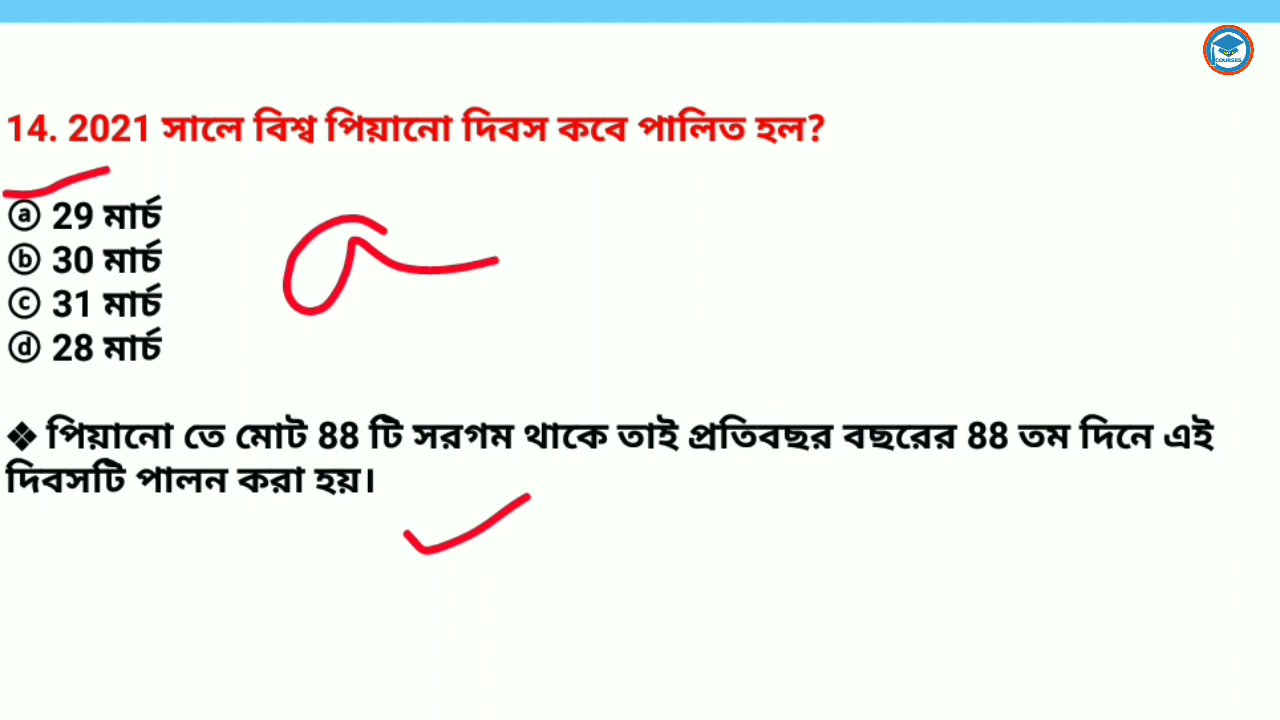 COURSES
14. 2021 সালে বিশ্ব পিয়ানো দিবস কবে পালিত হল?
ⓐ 29 মার্চ
a
ⓑ 30 মার্চ
ⓒ 31 মার্চ
ⓓ 28 মার্চ
❖ পিয়ানো তে মোট 88 টি সরগম থাকে তাই প্রতিবছর বছরের 88 তম দিনে এই
দিবসটি পালন করা হয়।